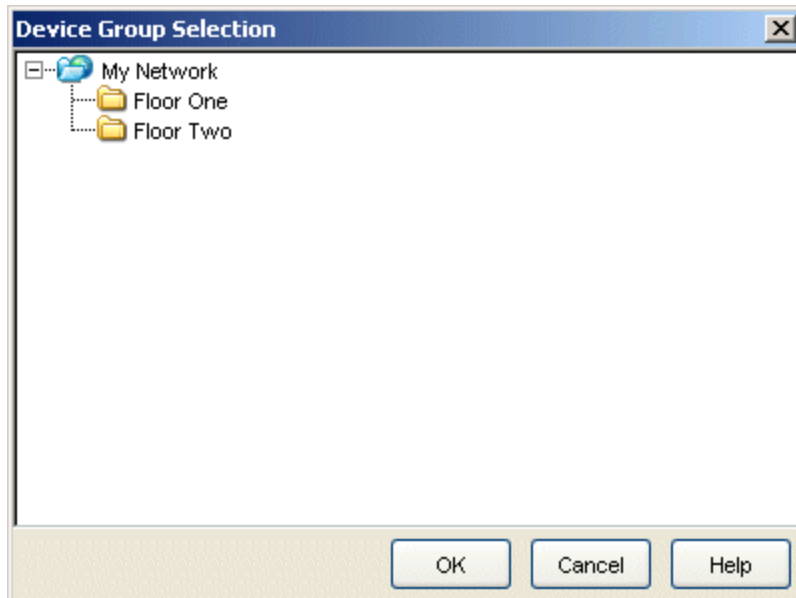 Device Group Selection
My Network
Floor One
Floor Two
OK Cancel Help